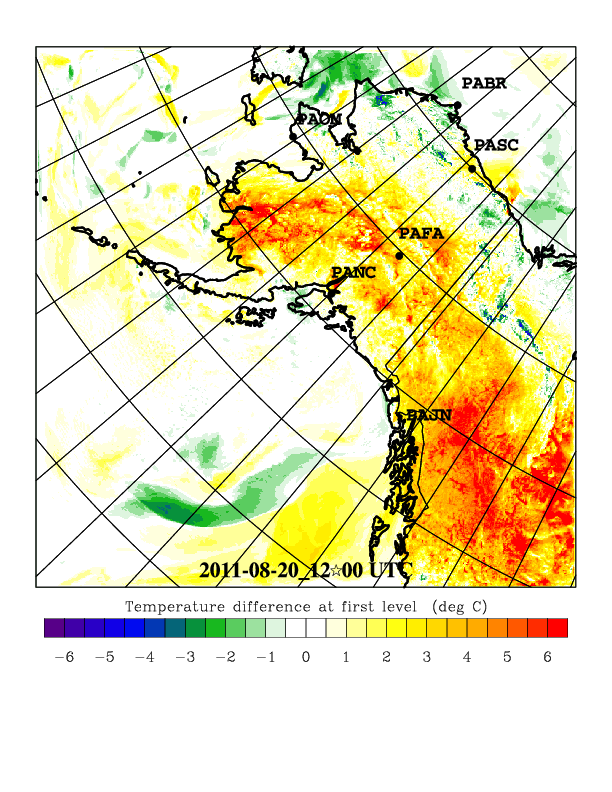 PABR
PAOM
PASC
PAFA
PANC
PAJN
2011-08-20_12☆00 UTC
Temperature difference at first level (deg C)
−6 −5 −4 −3 −2 −1 0 1 2 3 4 5 6